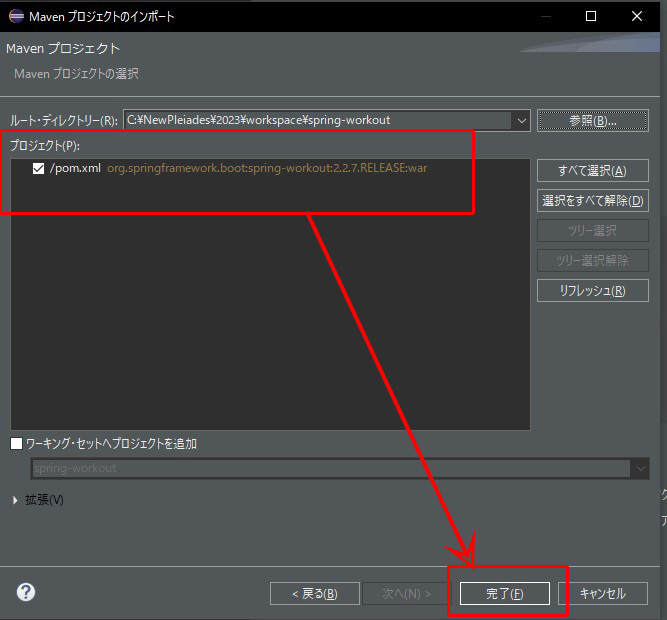 Maven プロジェクトのインポート
Maven プロジェクト
Maven プロジェクトの選択
ルート・ディレクトリー(R): C:¥NewPleiades¥2023¥workspace¥spring-workout 参照(B)...
プロジェクト(P):
/pom.xml org.springframework.boot:spring-workout:2.2.7.RELEASE:war
すべて選択(A)
選択をすべて解除(D)
ツリー選択
ツリー選択解除
リフレッシュ(R)
ワーキング・セットへプロジェクトを追加
spring-workout
拡張(V)
< 戻る(B) 次へ(N) > 完了(F) キャンセル